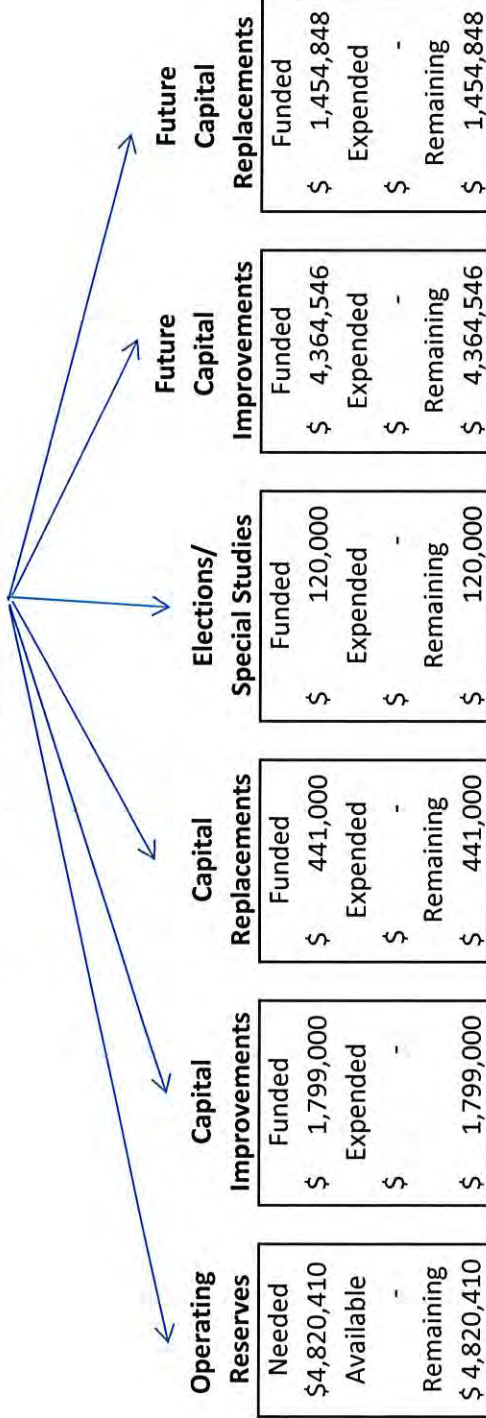 Operating
Reserves
Needed
$4,820,410
Available
-
Remaining
$ 4,820,410
Capital
Improvements
Funded
$ 1,799,000
Expended
$ -
Remaining
$ 1,799,000
Capital
Replacements
Funded
$ 441,000
Expended
$ -
Remaining
$ 441,000
Elections/
Special Studies
Funded
$ 120,000
Expended
$ -
Remaining
$ 120,000
Future
Capital
Improvements
Funded
$ 4,364,546
Expended
$ -
Remaining
$ 4,364,546
Future
Capital
Replacements
Funded
$ 1,454,848
Expended
$ -
Remaining
$ 1,454,848